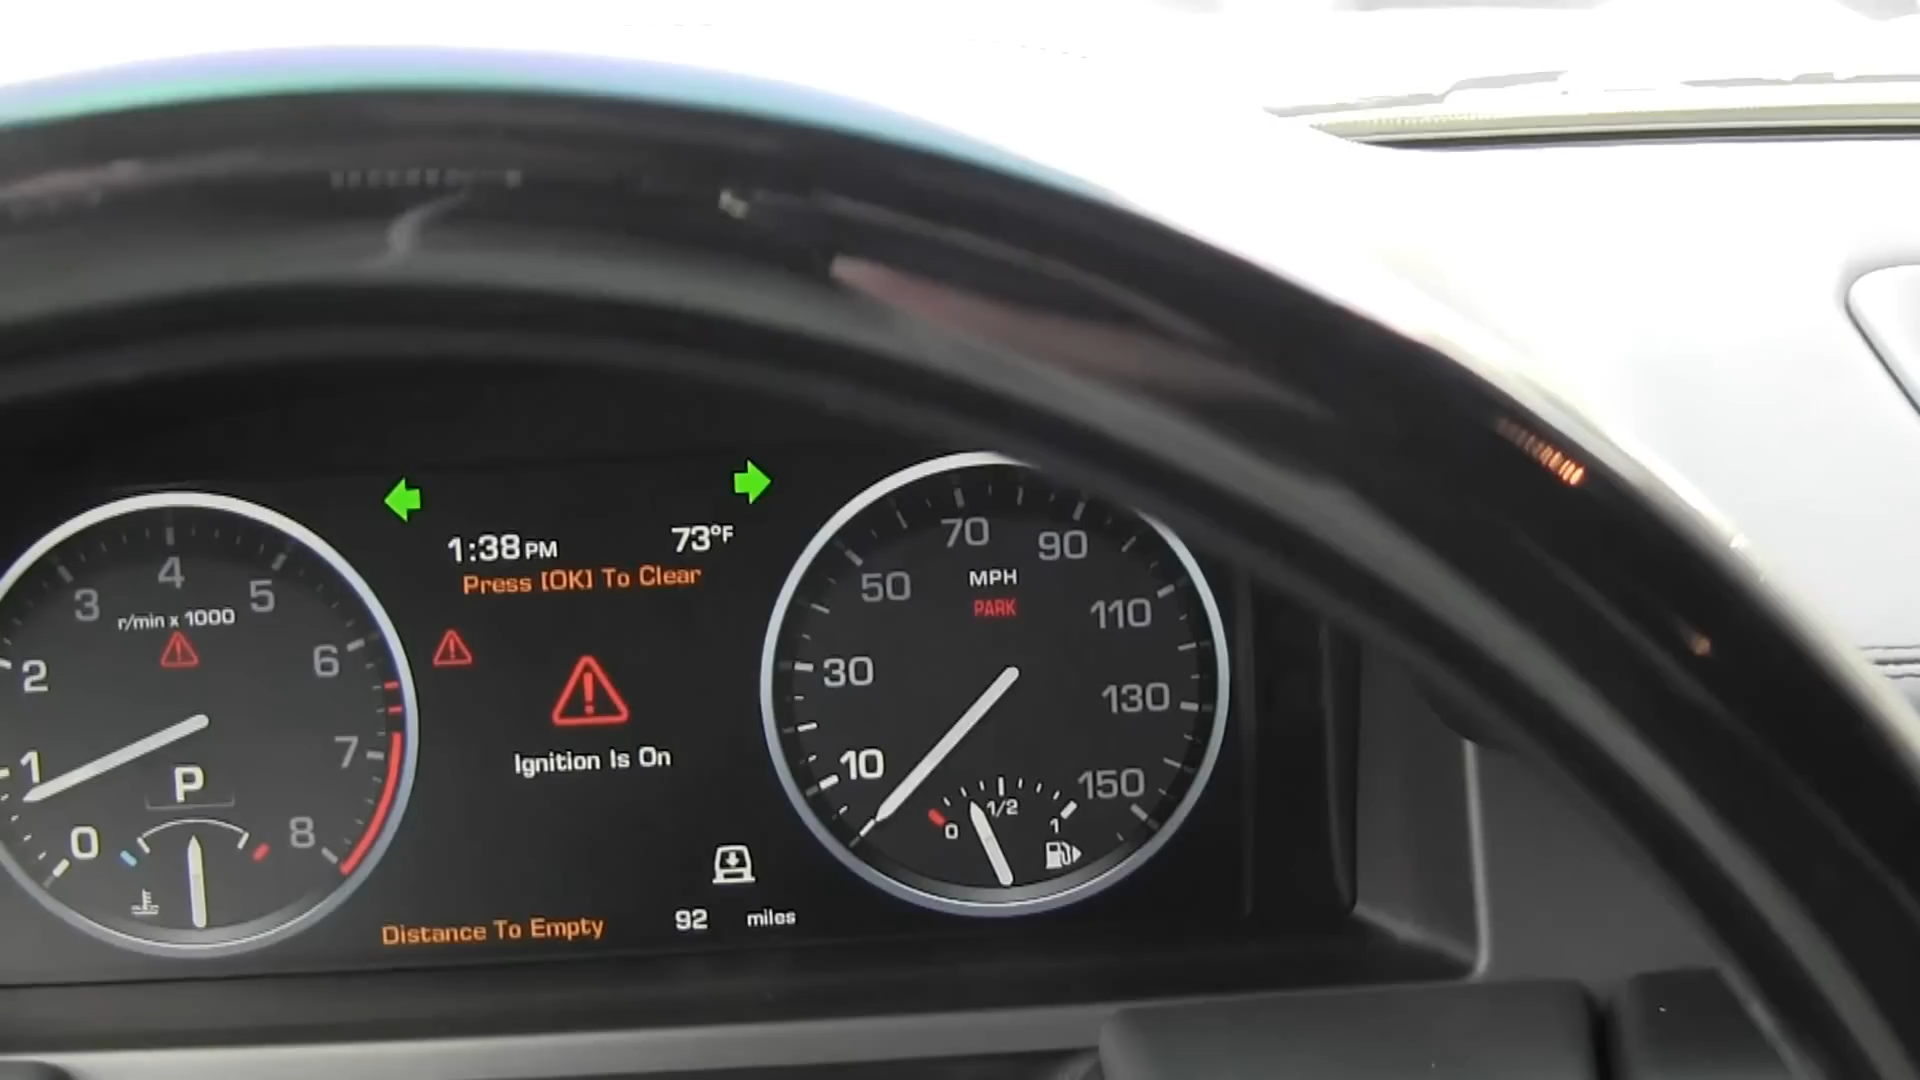 1:38 PM 73°F
Press [OK] To Clear
Ignition Is On
Distance To Empty 92 miles
0 1 2 3 4 5 6 7 8
r/min x 1000
P
10 30 50 70 90 110 130 150
MPH
PARK
0 1/2 1